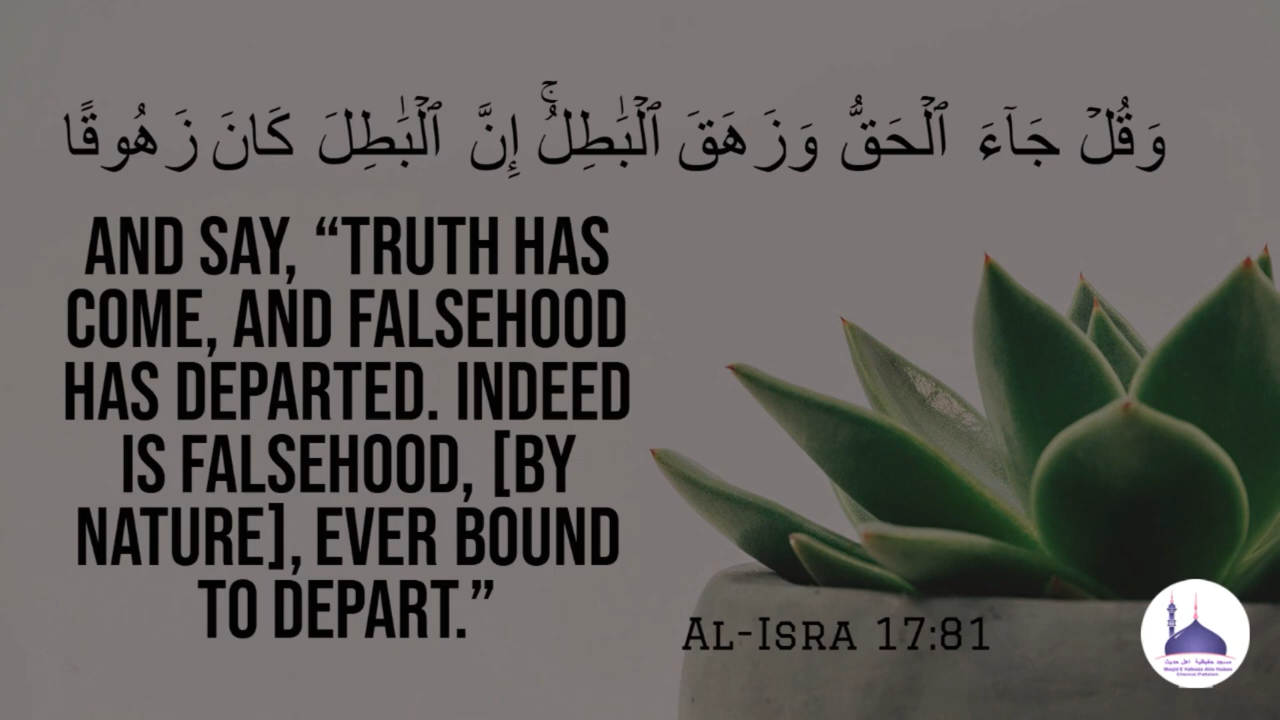 وَقُلۡ جَآءَ ٱلۡحَقُّ وَزَهَقَ ٱلۡبَٰطِلُۚ إِنَّ ٱلۡبَٰطِلَ كَانَ زَهُوقٗا
AND SAY, “TRUTH HAS
COME, AND FALSEHOOD
HAS DEPARTED. INDEED
IS FALSEHOOD, [BY
NATURE], EVER BOUND
TO DEPART.”
AL-ISRA 17:81